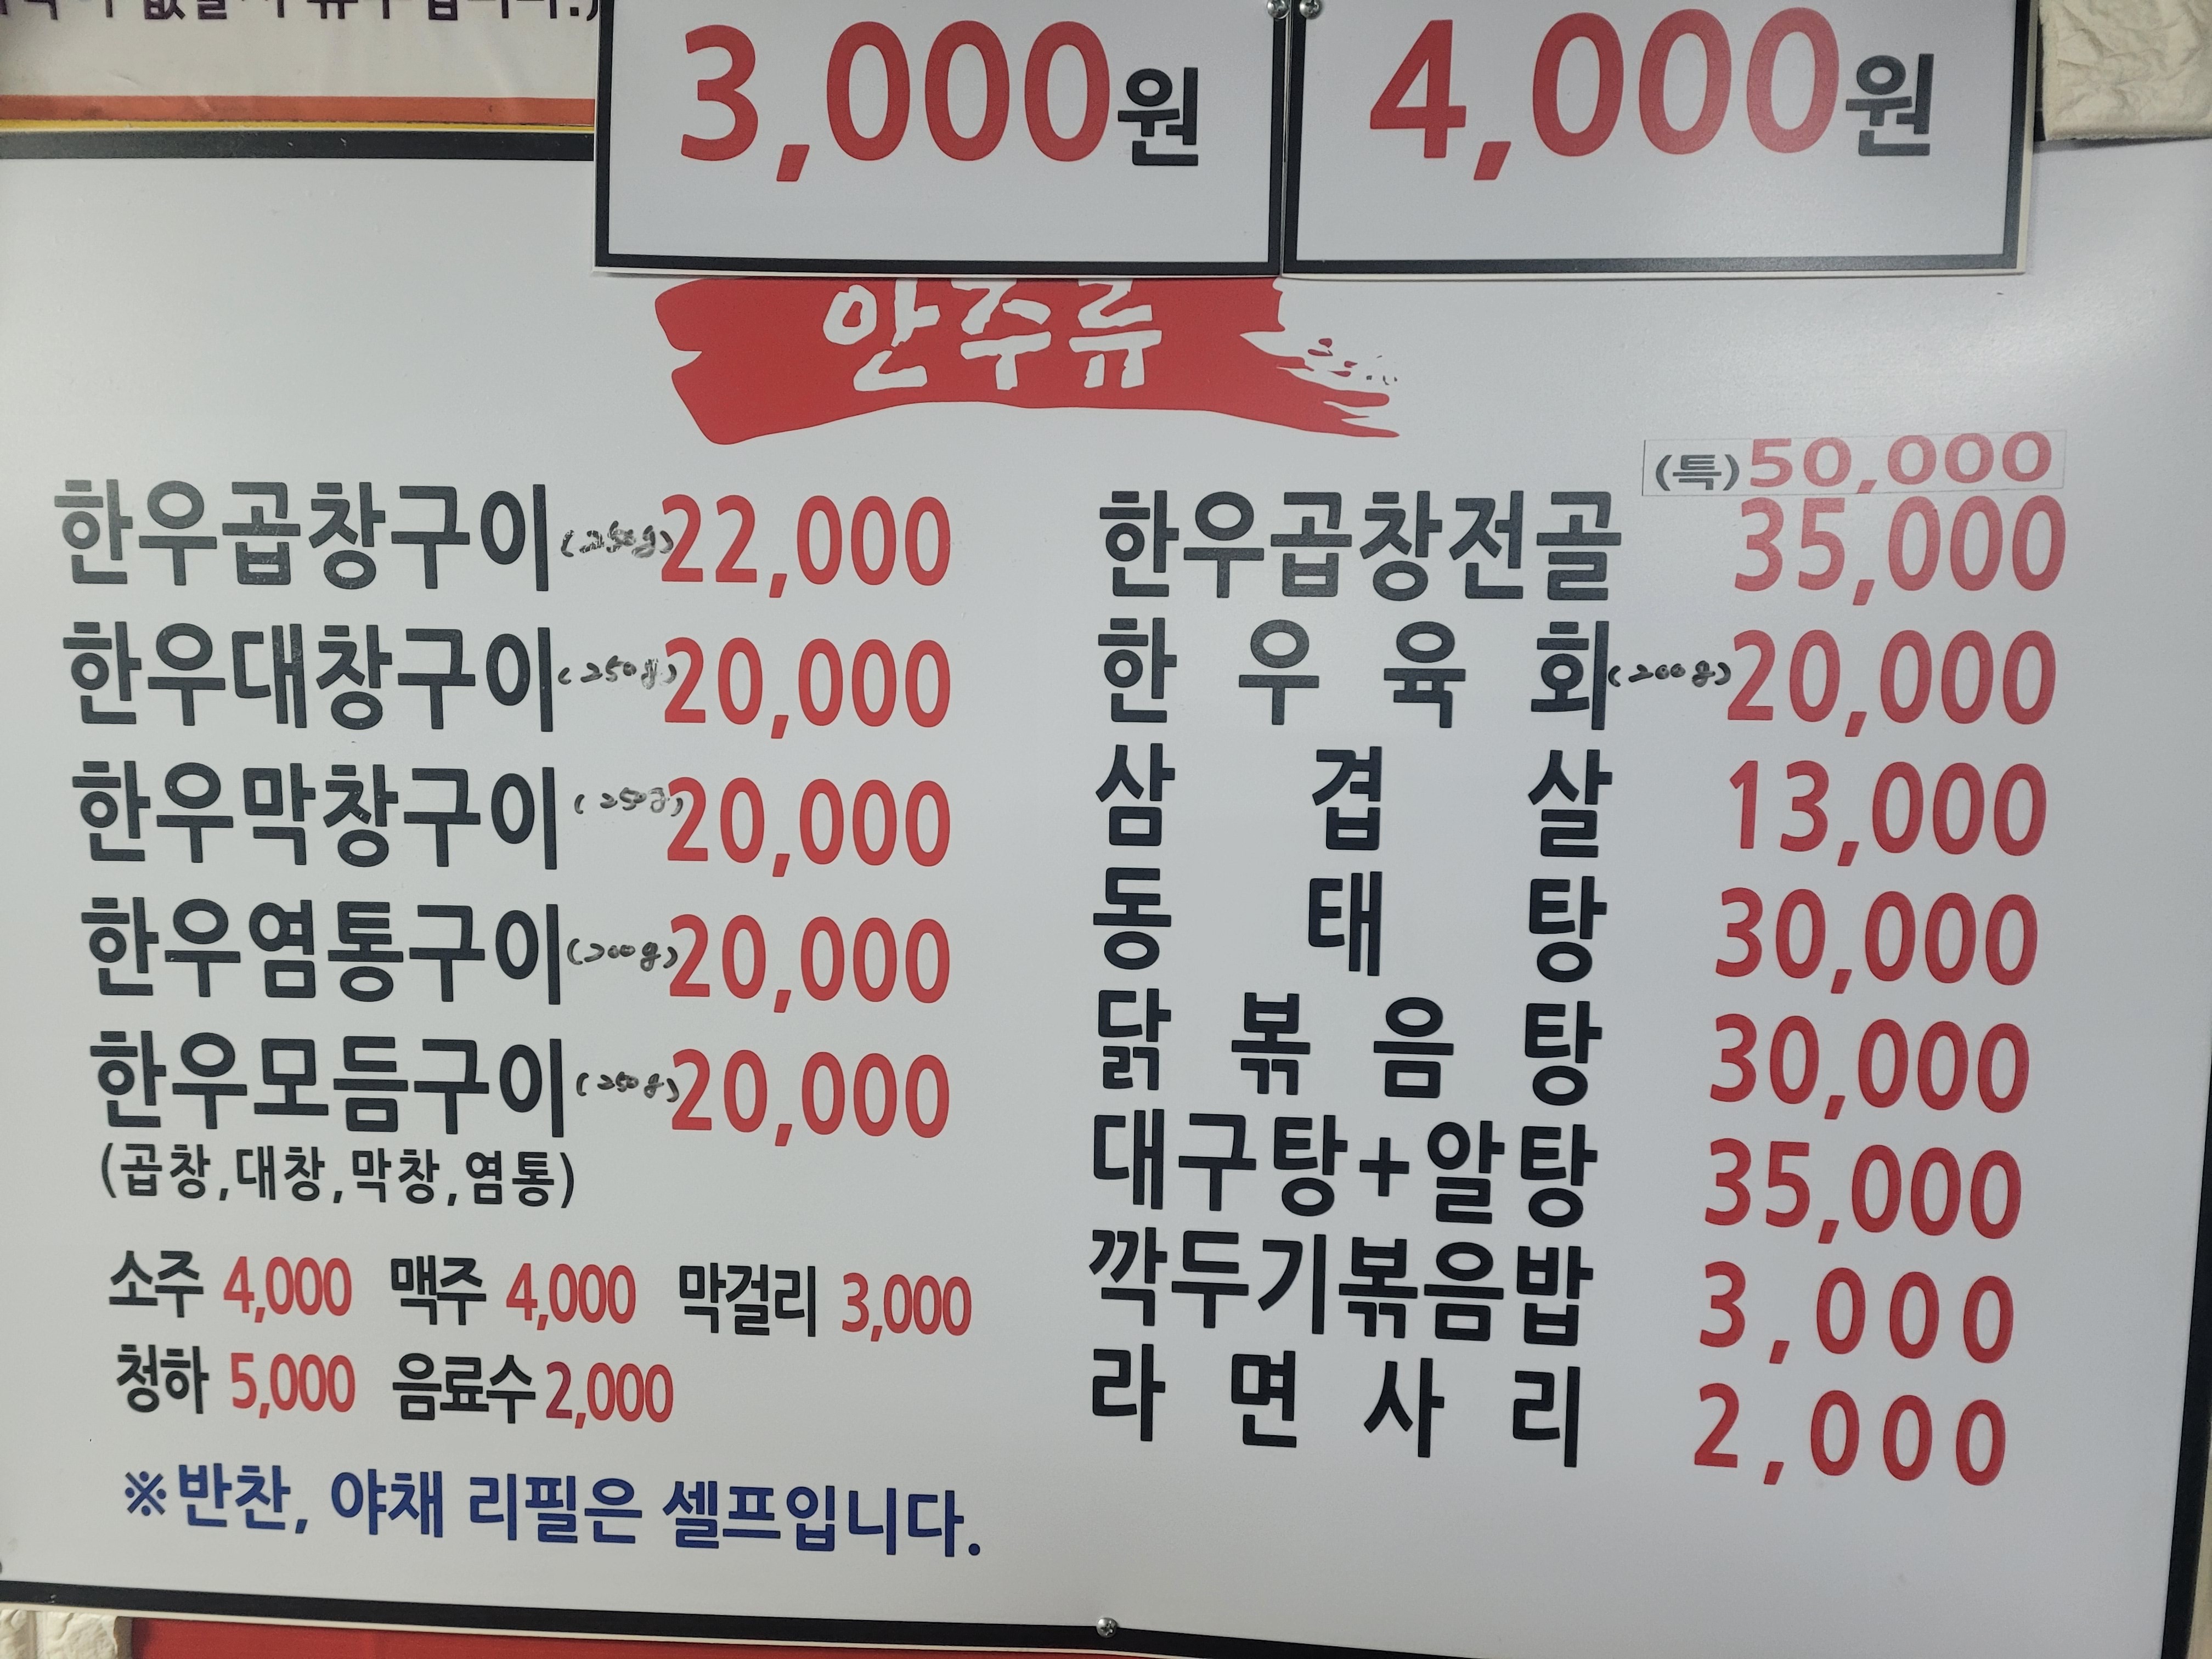 3,000원
4,000원
안주류
한우곱창구이(250g)22,000
한우대창구이(250g)20,000
한우막창구이(250g)20,000
한우염통구이(200g)20,000
한우모듬구이(250g)20,000
(곱창,대창,막창,염통)
소주 4,000 맥주 4,000 막걸리 3,000
청하 5,000 음료수 2,000
※반찬, 야채 리필은 셀프입니다.
(특)50,000
한우곱창전골 35,000
한우육회(200g)20,000
삼겹살 13,000
동태탕 30,000
닭볶음탕 30,000
대구탕+알탕 35,000
깍두기볶음밥 3,000
라면사리 2,000